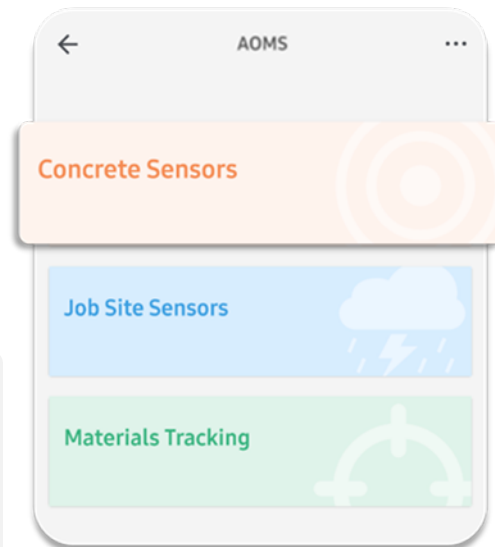 AOMS
Concrete Sensors
Job Site Sensors
Materials Tracking